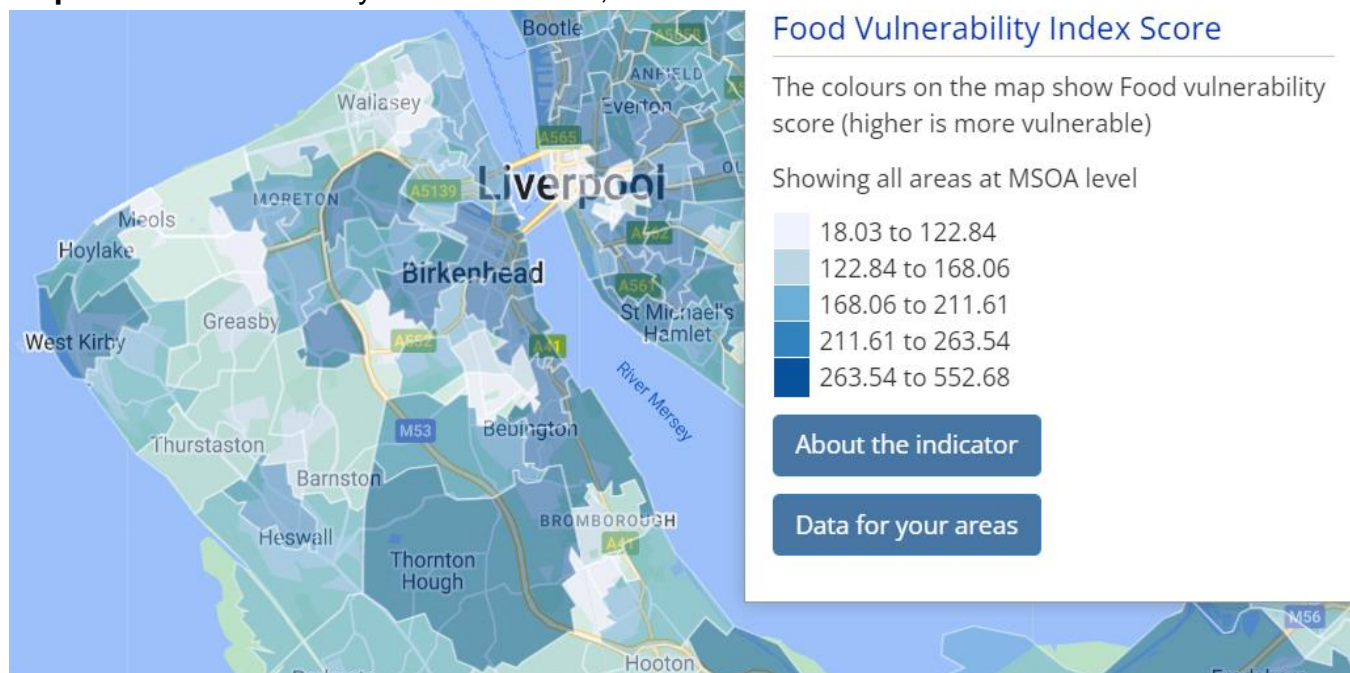 Bootle
A5058
ANFIELD
Wallasey
Everton
A565
Liverpool
A5139
MORETON
Meols
Hoylake
Birkenhead
A562
A561
St Michael's
Hamlet
Greasby
West Kirby
A552
A41
River Mersey
M53
Bebington
Thurstaston
Barnston
Heswall
BROMBOROUGH
A41
Thornton
Hough
Hooton
Food Vulnerability Index Score
The colours on the map show Food vulnerability
score (higher is more vulnerable)
Showing all areas at MSOA level
18.03 to 122.84
122.84 to 168.06
168.06 to 211.61
211.61 to 263.54
263.54 to 552.68
About the indicator
Data for your areas
M56